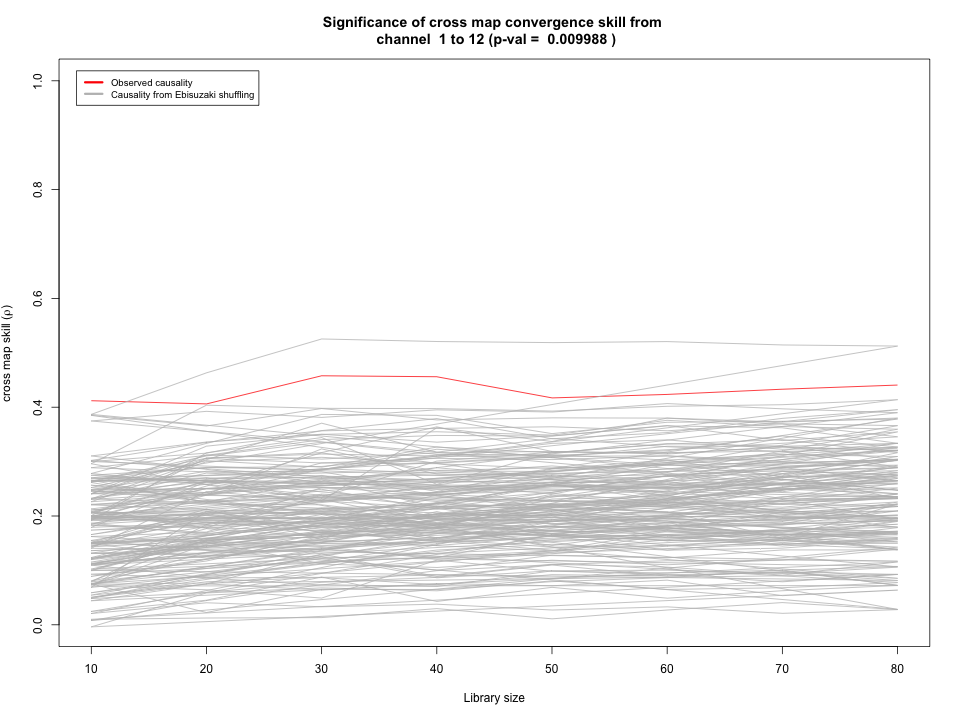 Significance of cross map convergence skill from
channel  1 to 12 (p-val =  0.009988 )
1.0
Observed causality
Causality from Ebisuzaki shuffling
0.8
0.6
cross map skill (ρ)
0.4
0.2
0.0
10 20 30 40 50 60 70 80
Library size